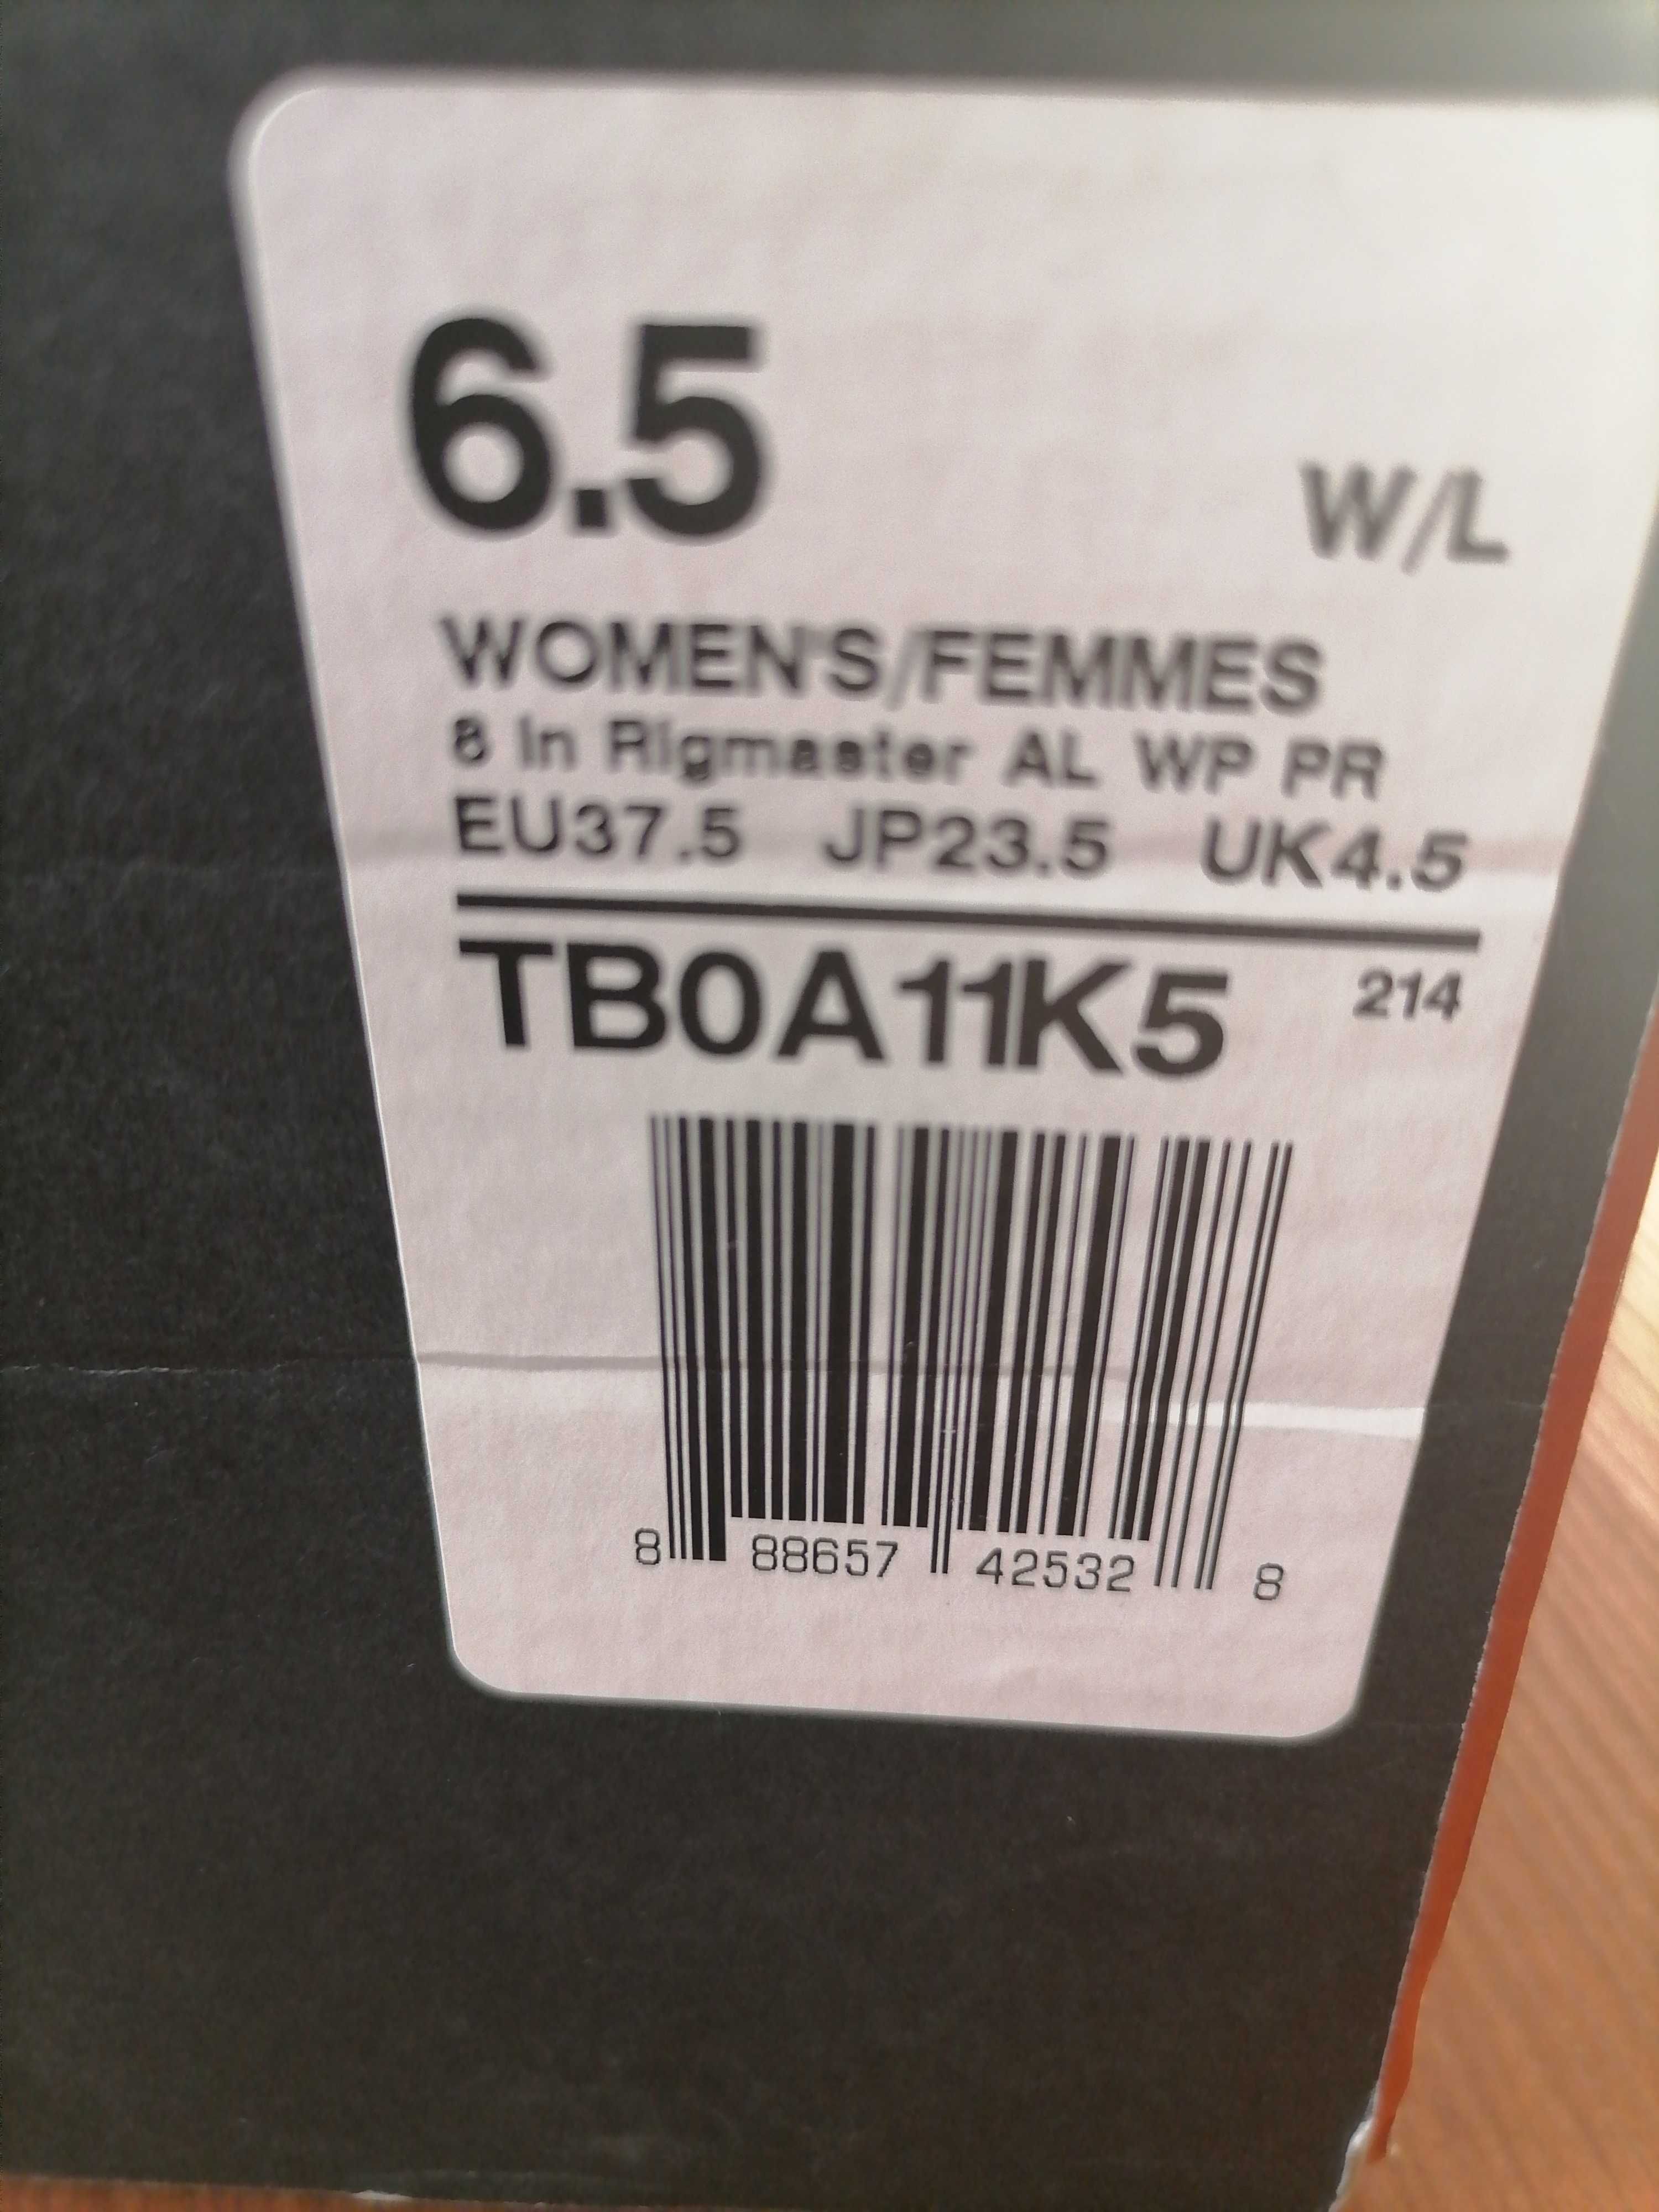 6.5 W/L
WOMEN'S/FEMMES
In Rigmaster AL WP PR
EU37.5 JP23.5 UK4.5
TB0A11K5 214
8 88657 42532 8